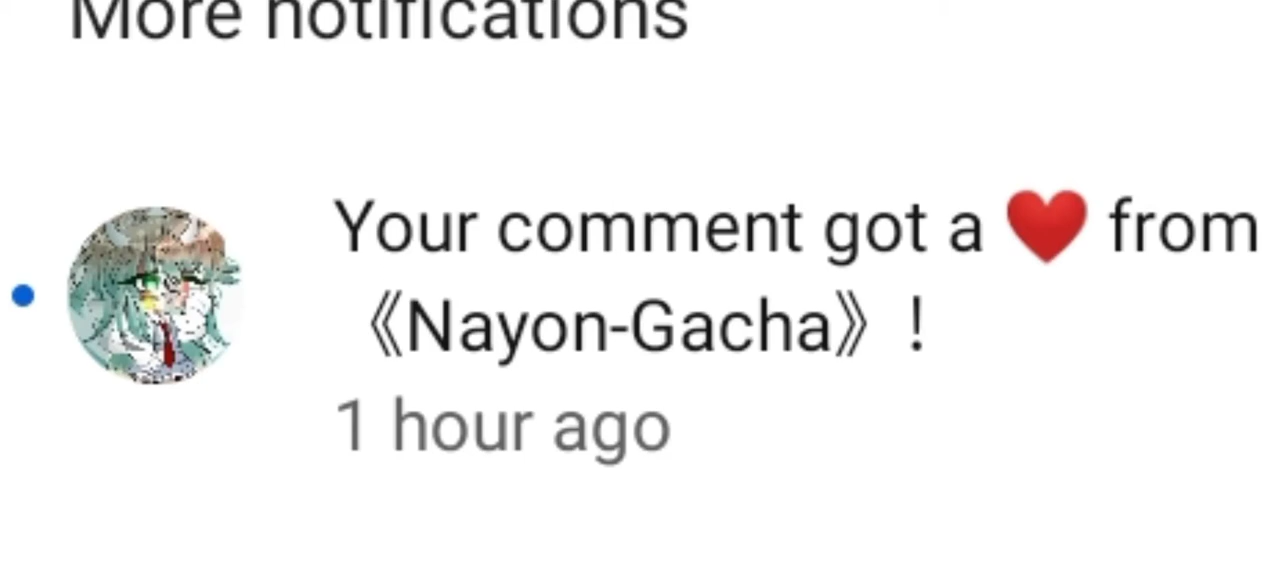 More notifications
Your comment got a ❤️ from
《Nayon-Gacha》 !
1 hour ago